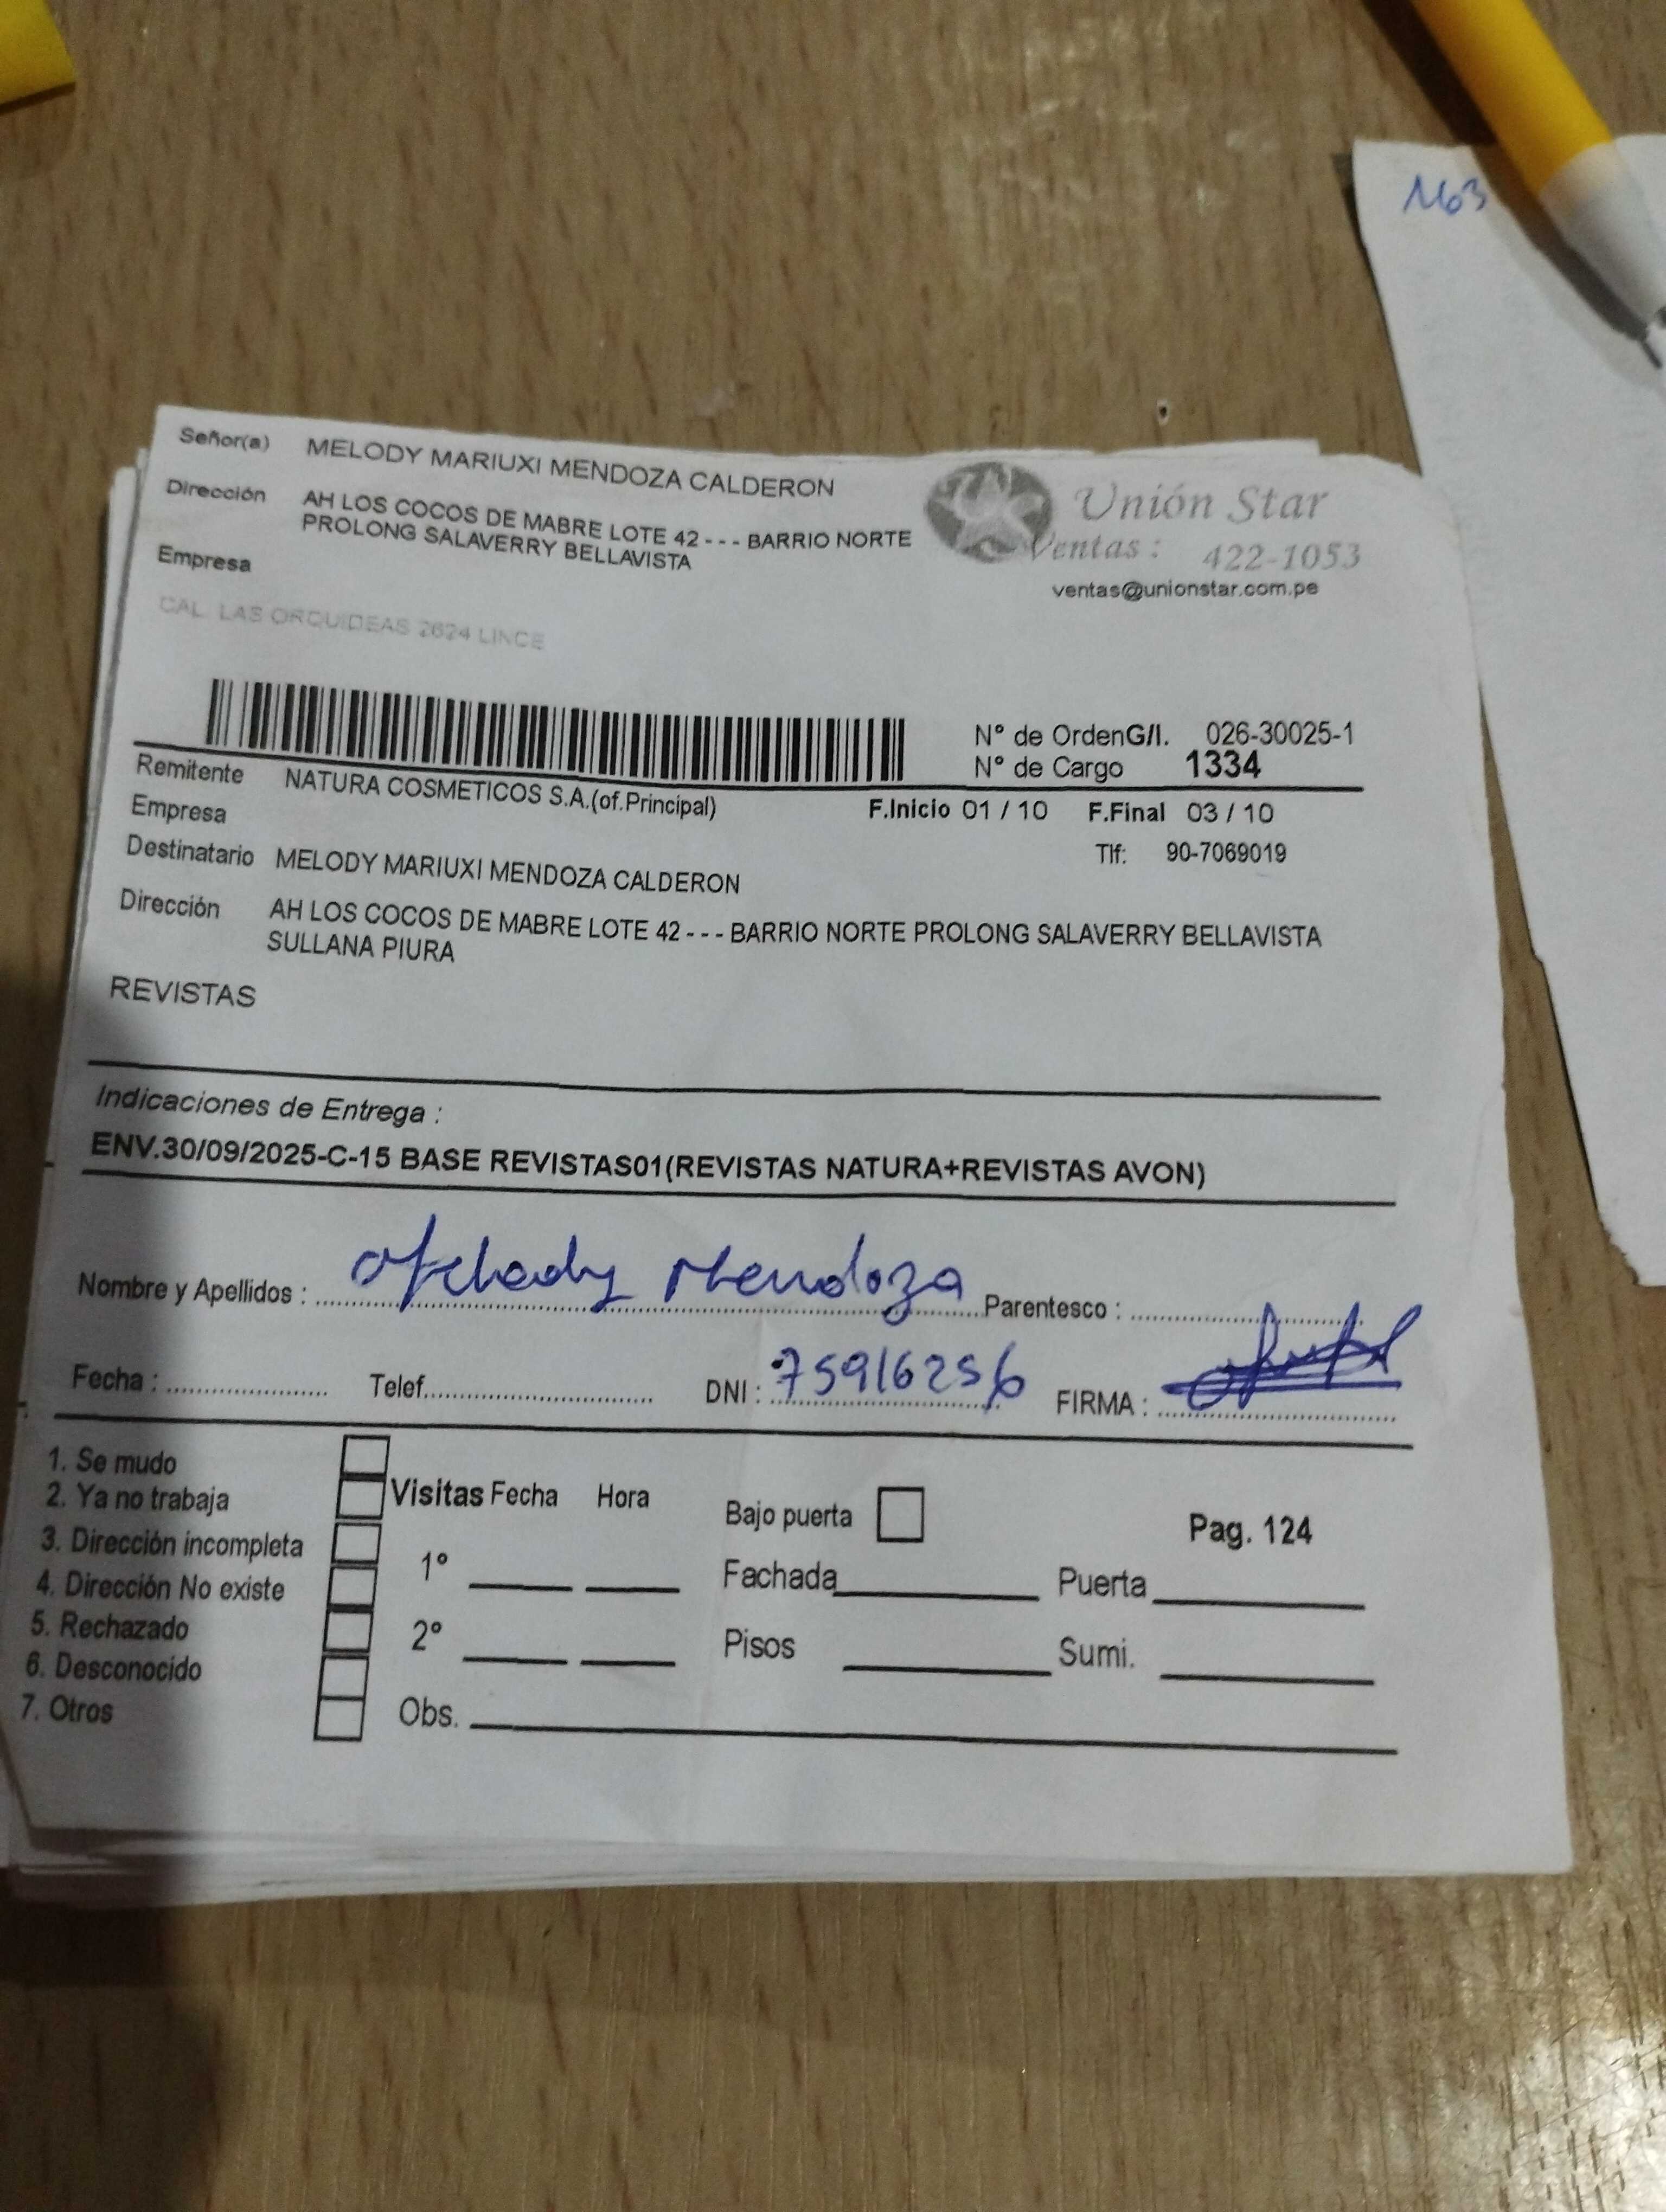 163
Señor(a) MELODY MARIUXI MENDOZA CALDERON
Dirección AH LOS COCOS DE MABRE LOTE 42 - - - BARRIO NORTE
PROLONG SALAVERRY BELLAVISTA
Empresa
CAL. LAS ORQUIDEAS 2624 LINCE
Unión Star
Ventas : 422-1053
ventas@unionstar.com.pe
N° de OrdenG/I. 026-30025-1
N° de Cargo 1334
Remitente NATURA COSMETICOS S.A.(of.Principal)
Empresa F.Inicio 01 / 10 F.Final 03 / 10
Tlf: 90-7069019
Destinatario MELODY MARIUXI MENDOZA CALDERON
Dirección AH LOS COCOS DE MABRE LOTE 42 - - - BARRIO NORTE PROLONG SALAVERRY BELLAVISTA
SULLANA PIURA
REVISTAS
Indicaciones de Entrega :
ENV.30/09/2025-C-15 BASE REVISTAS01(REVISTAS NATURA+REVISTAS AVON)
Nombre y Apellidos : Melody Mendoza Parentesco :
Fecha : Telef. DNI : 75916256 FIRMA :
1. Se mudo
2. Ya no trabaja
3. Dirección incompleta
4. Dirección No existe
5. Rechazado
6. Desconocido
7. Otros
Visitas Fecha Hora
1°
2°
Obs.
Bajo puerta
Pag. 124
Fachada Puerta
Pisos Sumi.